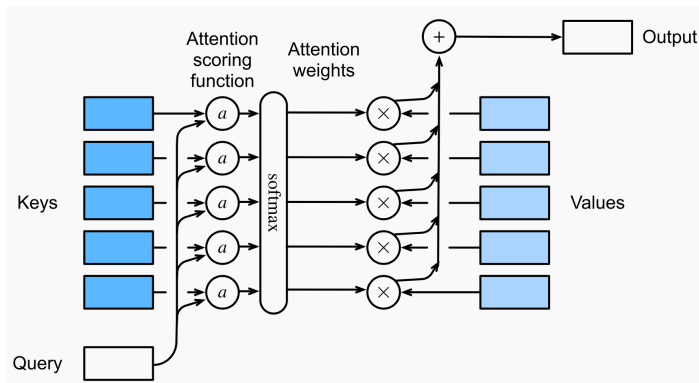 Attention
scoring
function
Attention
weights
+
Output
a
×
a
×
Keys
a
softmax
×
Values
a
×
a
×
Query